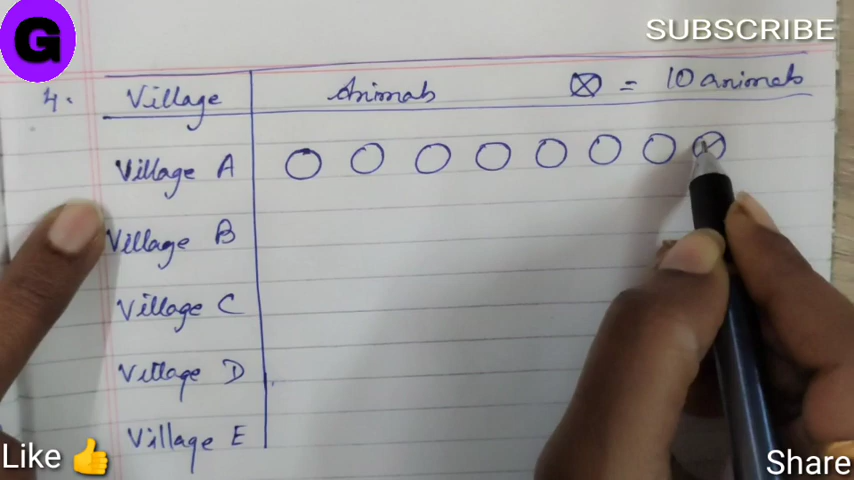 G
SUBSCRIBE
4. Village Animals ⊗ = 10 animals
Village A
Village B
Village C
Village D
Village E
Like 👍
Share